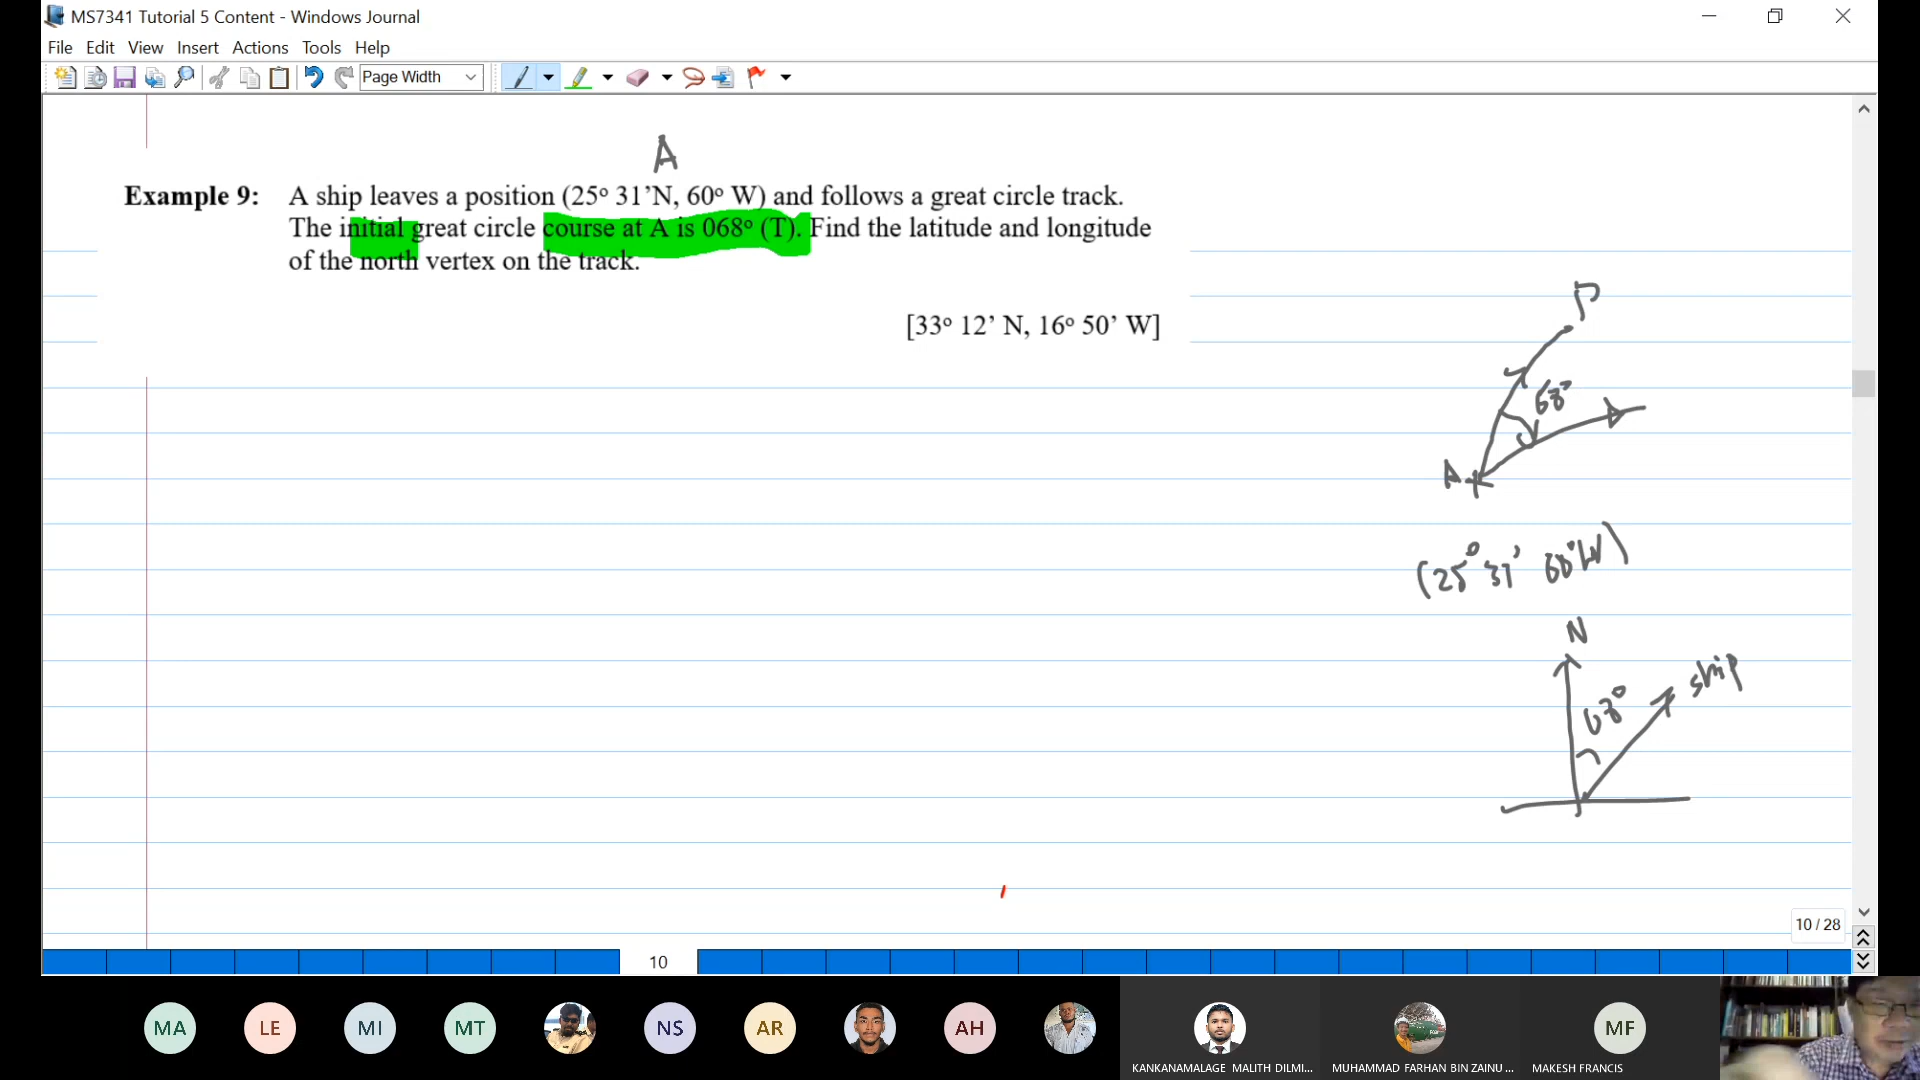 MS7341 Tutorial 5 Content - Windows Journal
File Edit View Insert Actions Tools Help
Page Width
A
Example 9: A ship leaves a position (25° 31’N, 60° W) and follows a great circle track.
The initial great circle course at A is 068° (T). Find the latitude and longitude
of the north vertex on the track.
[33° 12’ N, 16° 50’ W]
P
68°
A
(25° 31' 60°W)
N
68°
ship
10 / 28
10
MA LE MI MT NS AR AH MF
KANKANAMALAGE MALITH DILMI... MUHAMMAD FARHAN BIN ZAINU ... MAKESH FRANCIS